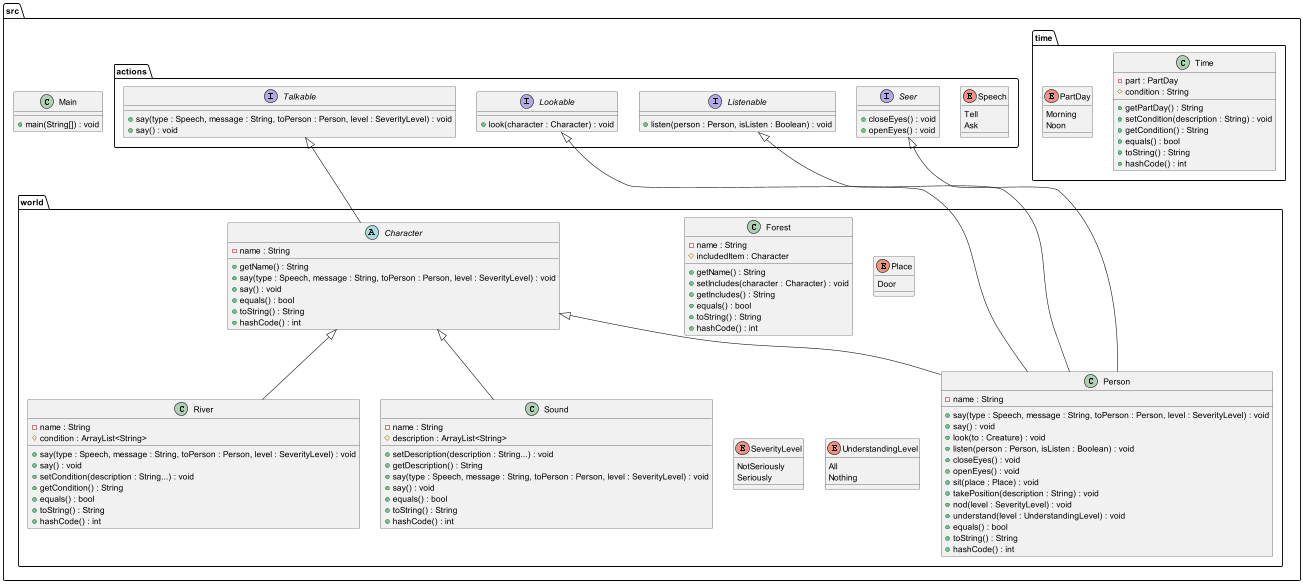 src
time
C Time
part : PartDay
condition : String
getPartDay() : String
setCondition(description : String) : void
getCondition() : String
equals() : bool
toString() : String
hashCode() : int
E PartDay
Morning
Noon
actions
C Main
main(String[]) : void
I Talkable
say(type : Speech, message : String, toPerson : Person, level : SeverityLevel) : void
say() : void
I Lookable
look(character : Character) : void
I Listenable
listen(person : Person, isListen : Boolean) : void
I Seer
closeEyes() : void
openEyes() : void
E Speech
Tell
Ask
world
A Character
name : String
getName() : String
say(type : Speech, message : String, toPerson : Person, level : SeverityLevel) : void
say() : void
equals() : bool
toString() : String
hashCode() : int
C Forest
name : String
includedItem : Character
getName() : String
setIncludes(character : Character) : void
getIncludes() : String
equals() : bool
toString() : String
hashCode() : int
E Place
Door
C River
name : String
condition : ArrayList<String>
say(type : Speech, message : String, toPerson : Person, level : SeverityLevel) : void
say() : void
setCondition(description : String...) : void
getCondition() : String
equals() : bool
toString() : String
hashCode() : int
C Sound
name : String
description : ArrayList<String>
setDescription(description : String...) : void
getDescription() : String
say(type : Speech, message : String, toPerson : Person, level : SeverityLevel) : void
say() : void
equals() : bool
toString() : String
hashCode() : int
E SeverityLevel
NotSeriously
Seriously
E UnderstandingLevel
All
Nothing
C Person
name : String
say(type : Speech, message : String, toPerson : Person, level : SeverityLevel) : void
say() : void
look(to : Creature) : void
listen(person : Person, isListen : Boolean) : void
closeEyes() : void
openEyes() : void
sit(place : Place) : void
takePosition(description : String) : void
nod(level : SeverityLevel) : void
understand(level : UnderstandingLevel) : void
equals() : bool
toString() : String
hashCode() : int